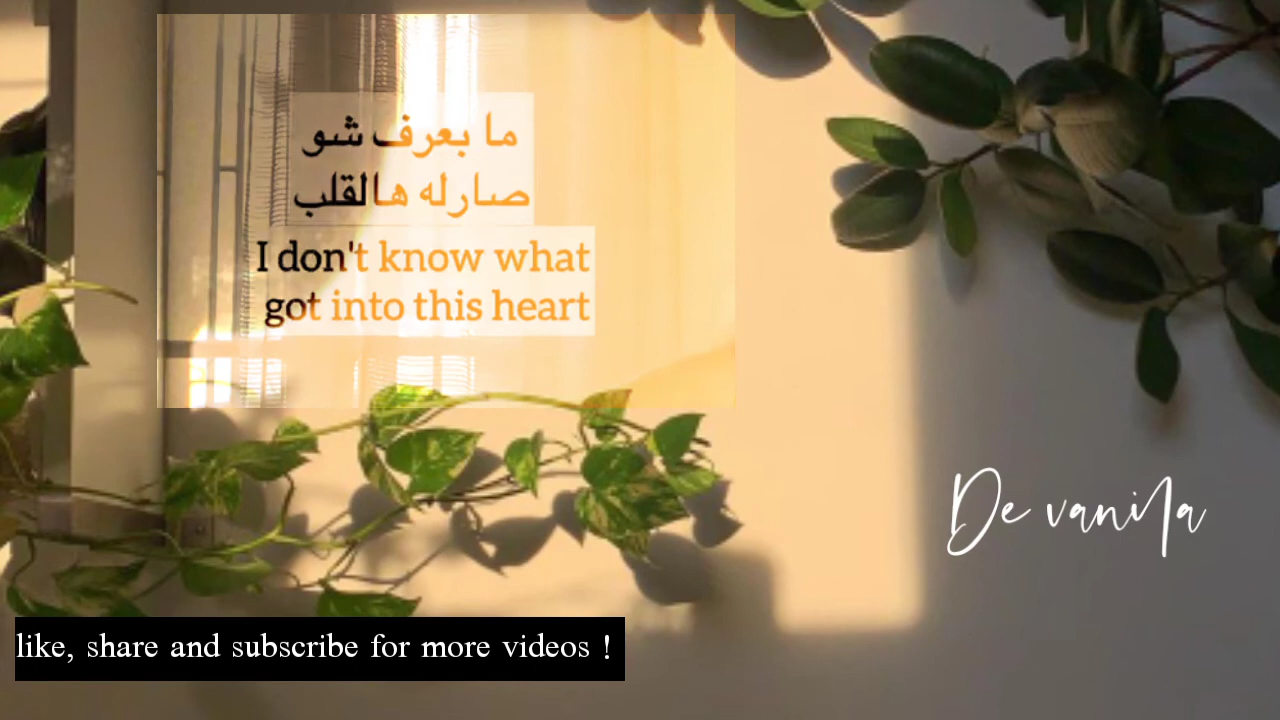 ما بعرف شو
صارله هالقلب
I don't know what
got into this heart
De vanila
like, share and subscribe for more videos !